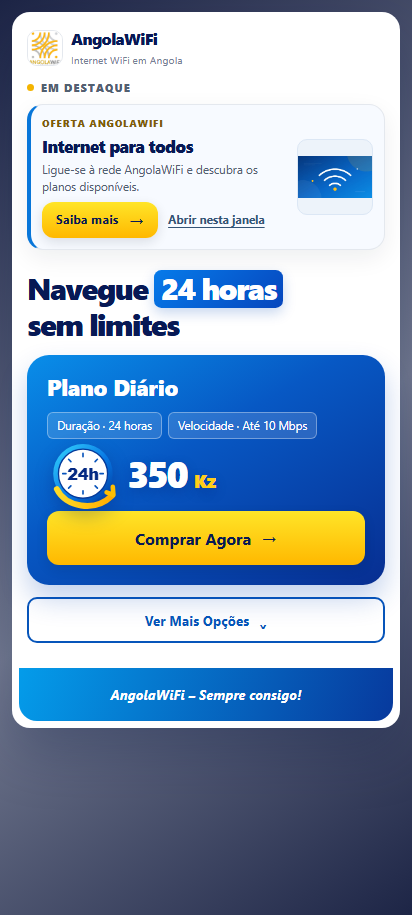 AngolaWiFi
Internet WiFi em Angola
EM DESTAQUE
OFERTA ANGOLAWIFI
Internet para todos
Ligue-se à rede AngolaWiFi e descubra os
planos disponíveis.
Saiba mais →
Abrir nesta janela
Navegue 24 horas
sem limites
Plano Diário
Duração · 24 horas
Velocidade · Até 10 Mbps
24h
350 Kz
Comprar Agora →
Ver Mais Opções ⌄
AngolaWiFi – Sempre consigo!